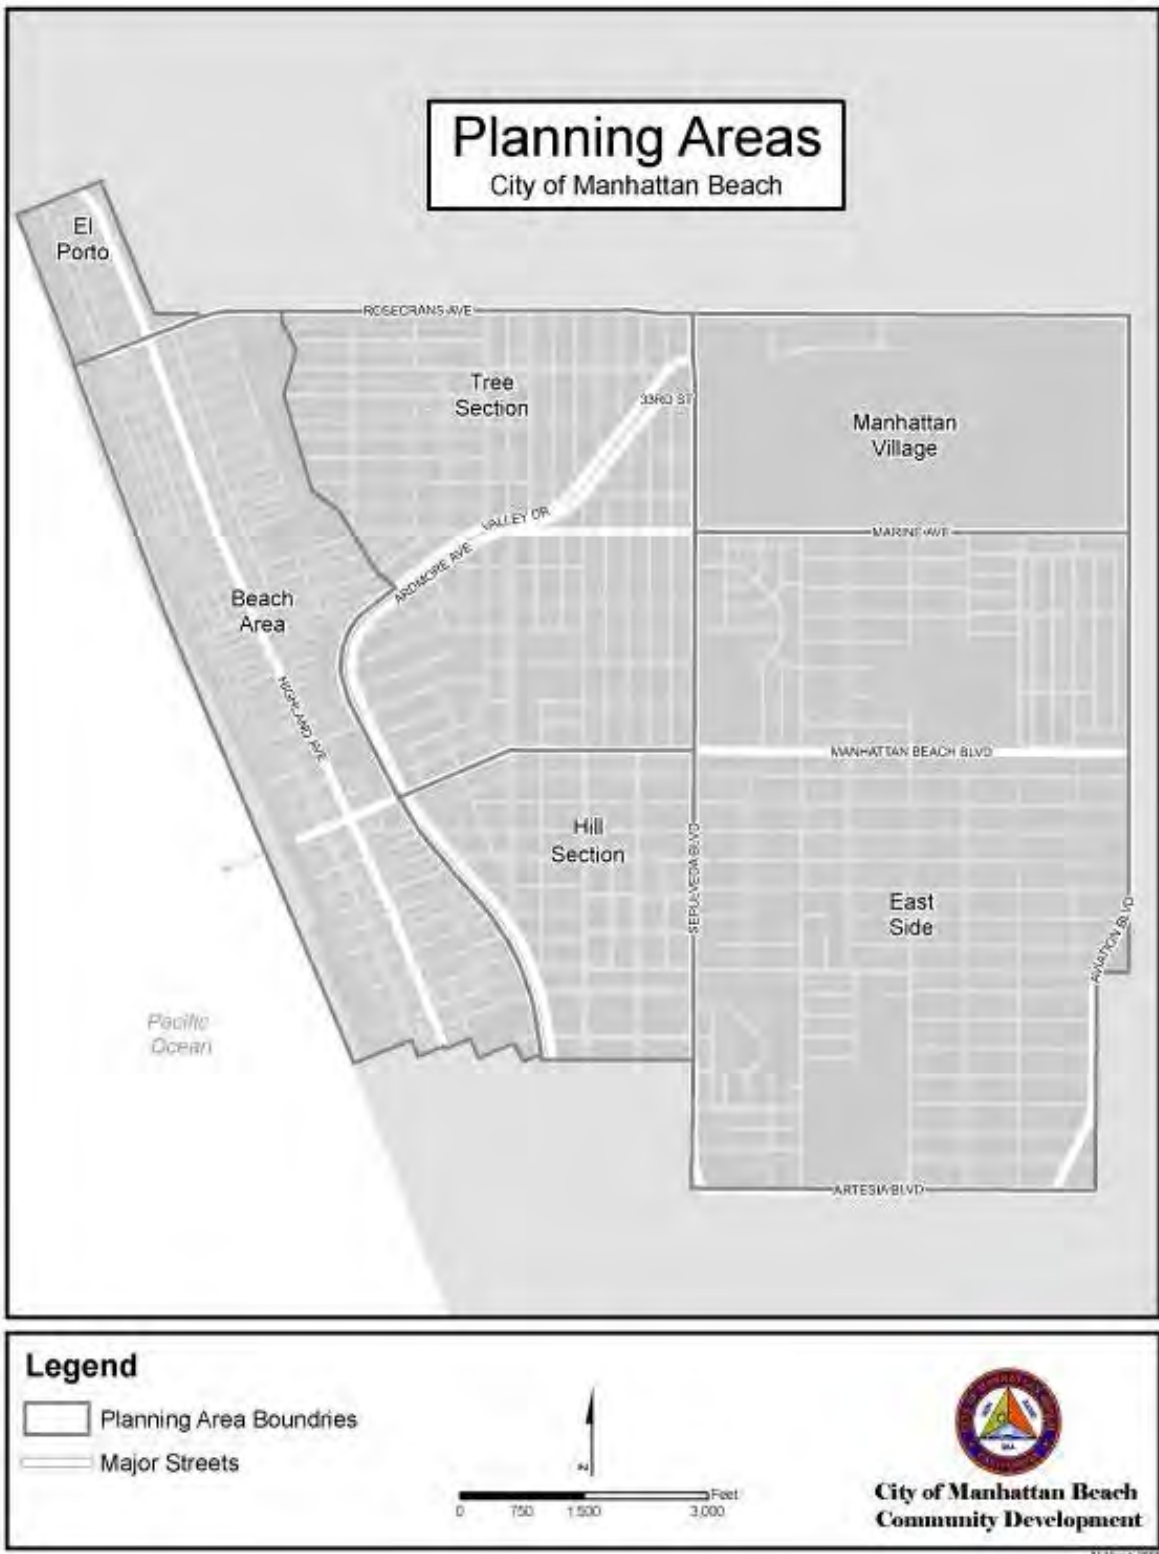 Planning Areas
City of Manhattan Beach
El
Porto
ROSECRANS AVE
Tree
Section
33RD ST
Manhattan
Village
VALLEY DR
MARINE AVE
ARDMORE AVE
Beach
Area
HIGHLAND AVE
MANHATTAN BEACH BLVD
Hill
Section
SEPULVEDA BLVD
East
Side
AVIATION BLVD
Pacific
Ocean
ARTESIA BLVD
Legend
Planning Area Boundries
Major Streets
N
Feet
0 750 1,500 3,000
City of Manhattan Beach
Community Development